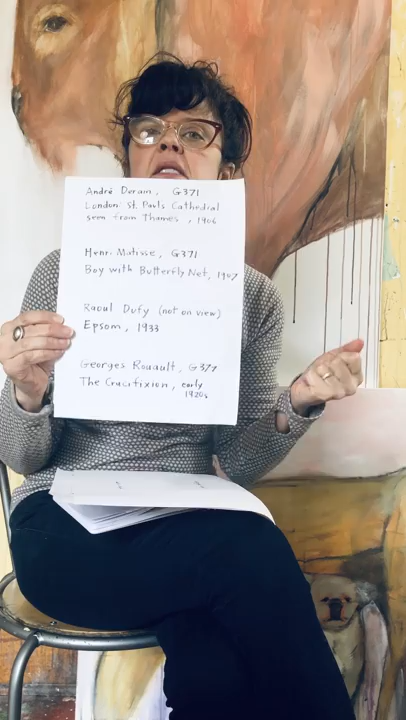 André Derain, G371
London: St. Pauls Cathedral
seen from Thames, 1906
Henri Matisse, G371
Boy with Butterfly Net, 1907
Raoul Dufy (not on view)
Epsom, 1933
Georges Rouault, G377
The Crucifixion, early
1920s